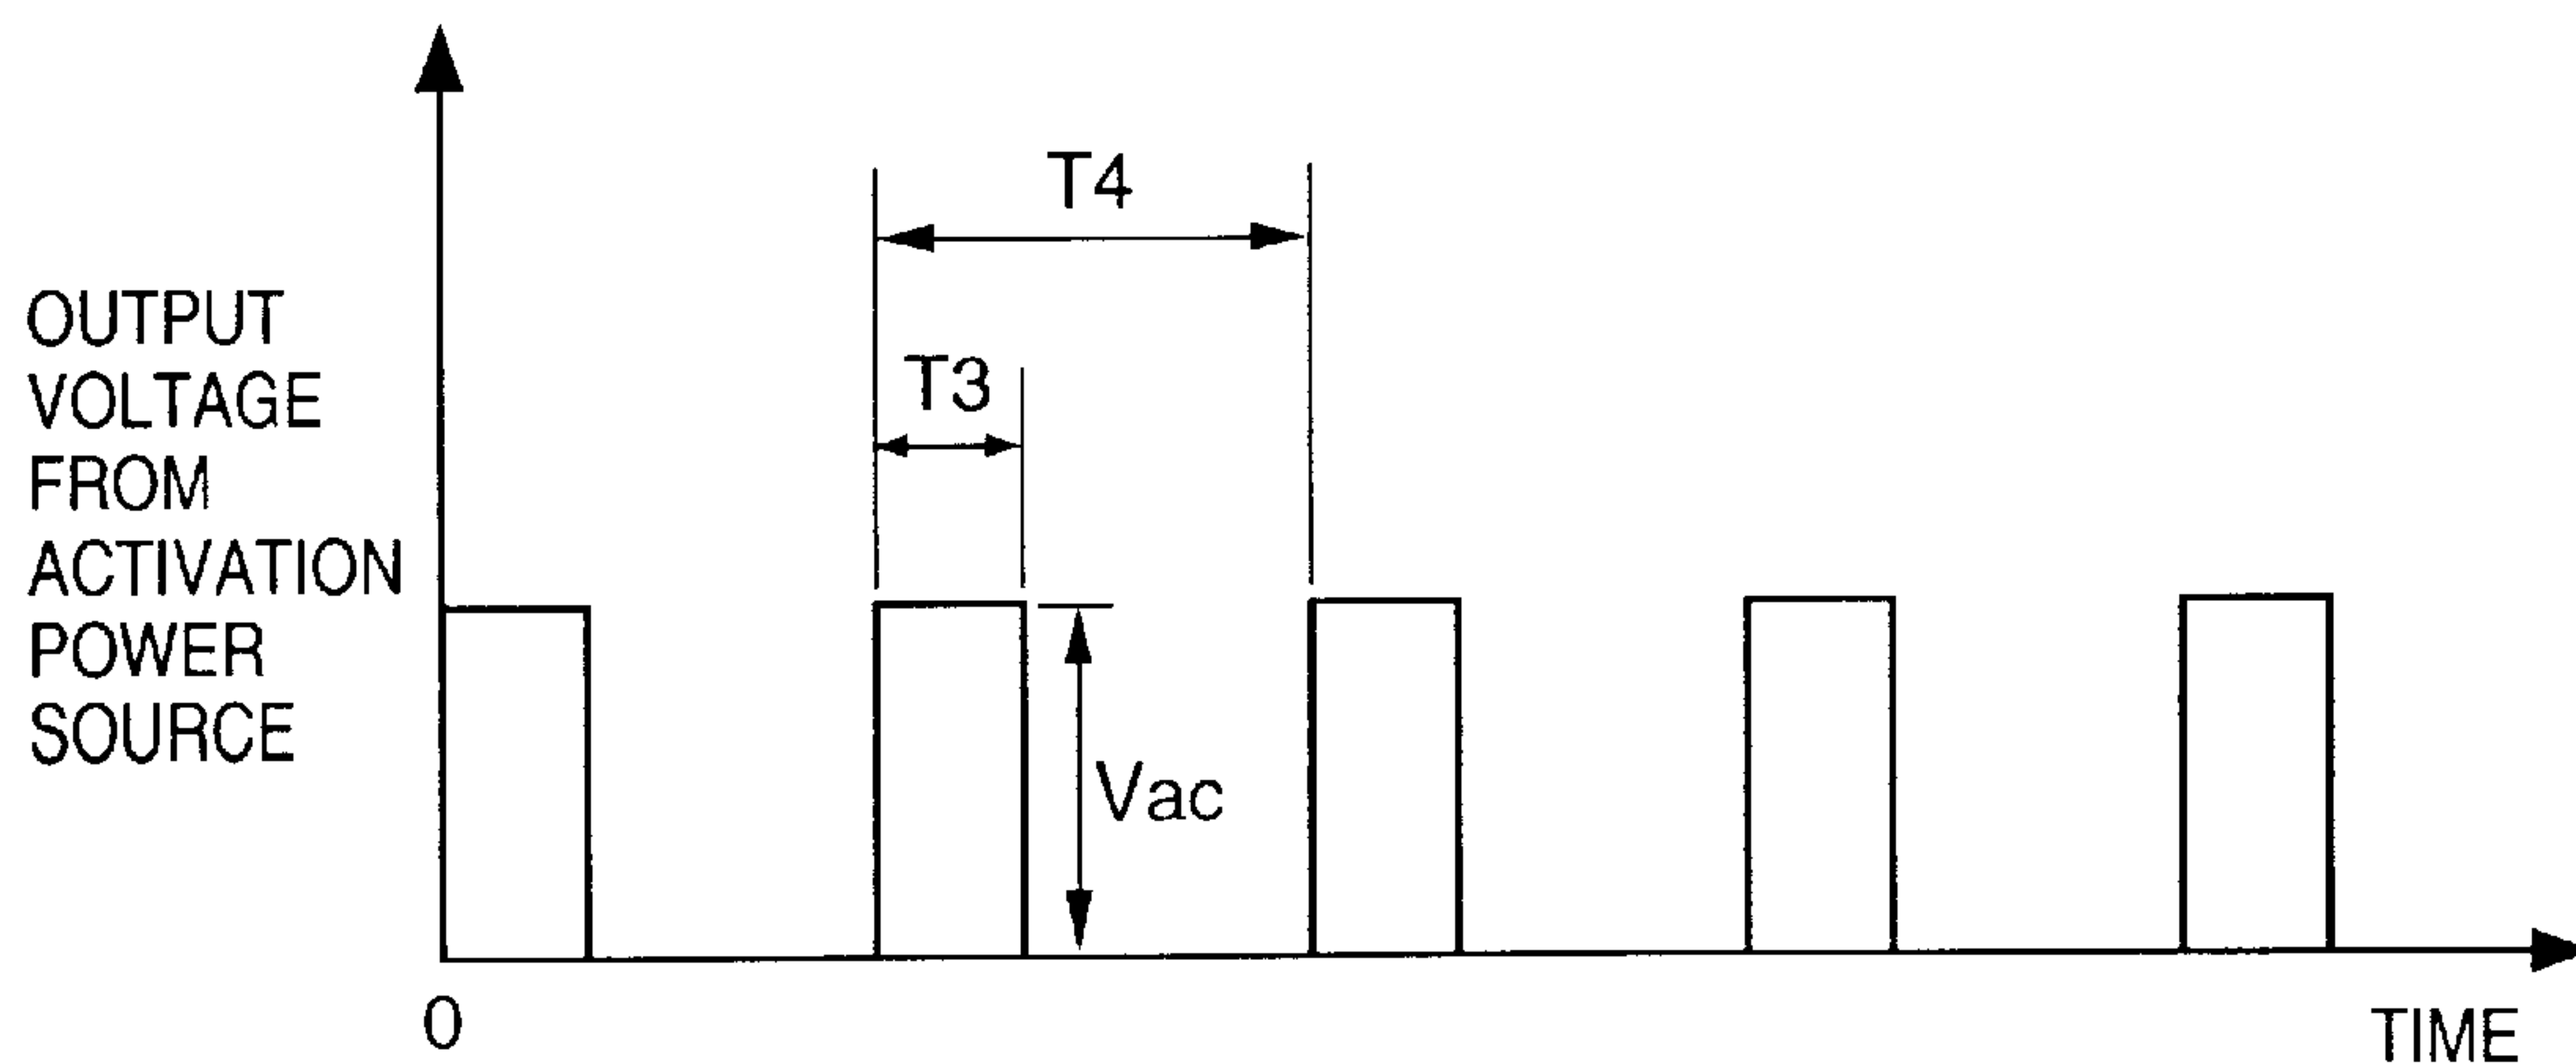 T4
T3
OUTPUT
VOLTAGE
FROM
ACTIVATION
POWER
SOURCE
Vac
0
TIME